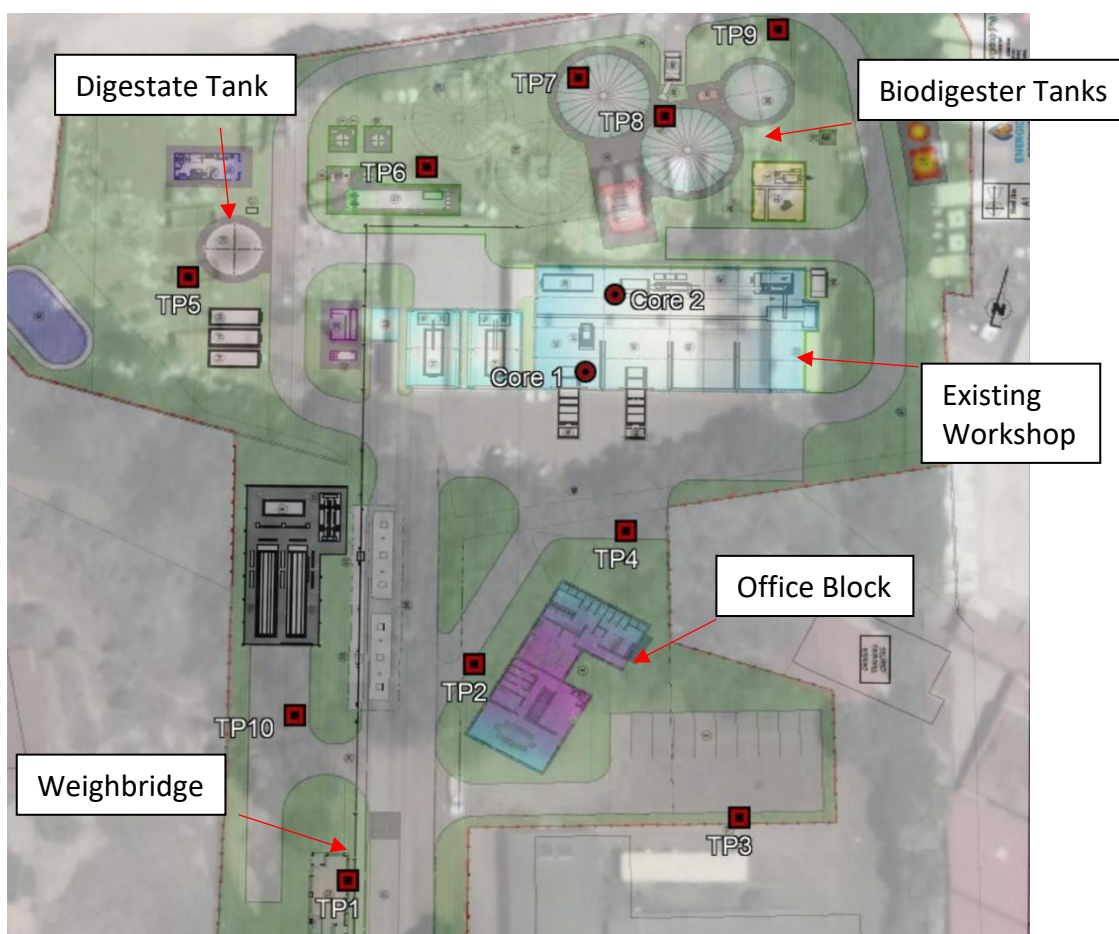 TP9
Digestate Tank
TP7
Biodigester Tanks
TP8
TP6
TP5
Core 2
Core 1
Existing
Workshop
TP4
Office Block
TP2
TP10
Weighbridge
TP3
TP1
A1
N